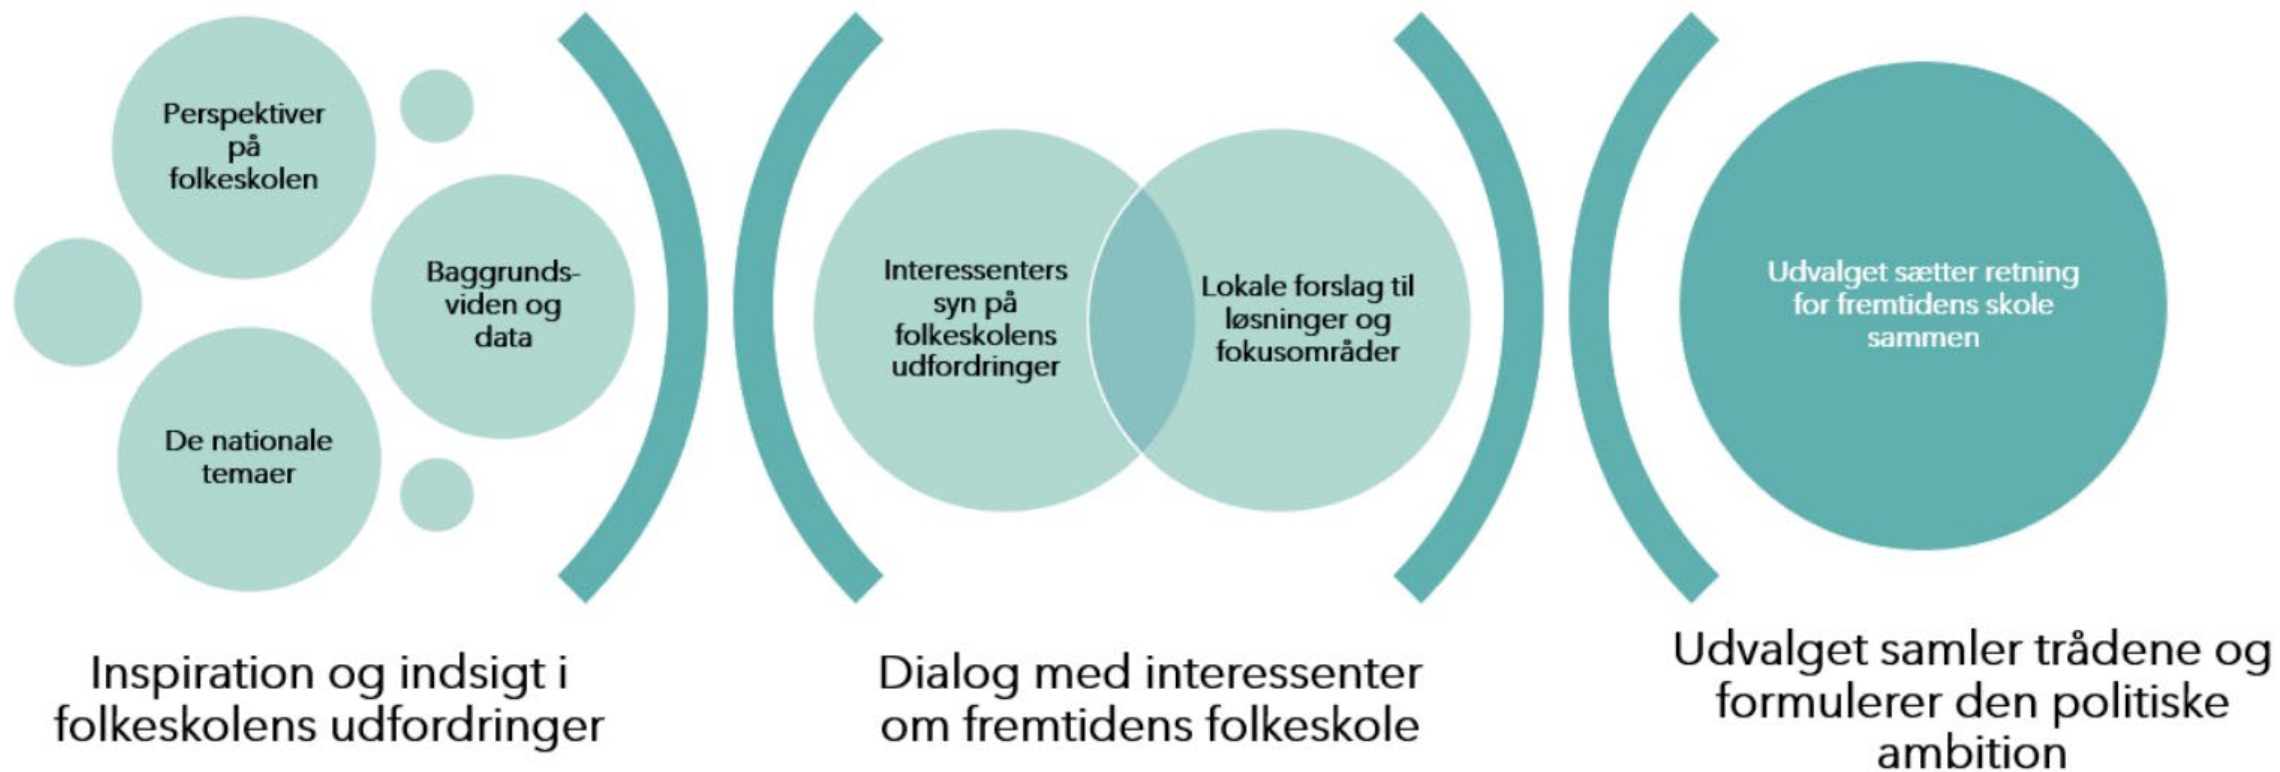 Perspektiver
på
folkeskolen
Baggrunds-
viden og
data
De nationale
temaer
Inspiration og indsigt i
folkeskolens udfordringer
Interessenters
syn på
folkeskolens
udfordringer
Lokale forslag til
løsninger og
fokusområder
Dialog med interessenter
om fremtidens folkeskole
Udvalget sætter retning
for fremtidens skole
sammen
Udvalget samler trådene og
formulerer den politiske
ambition